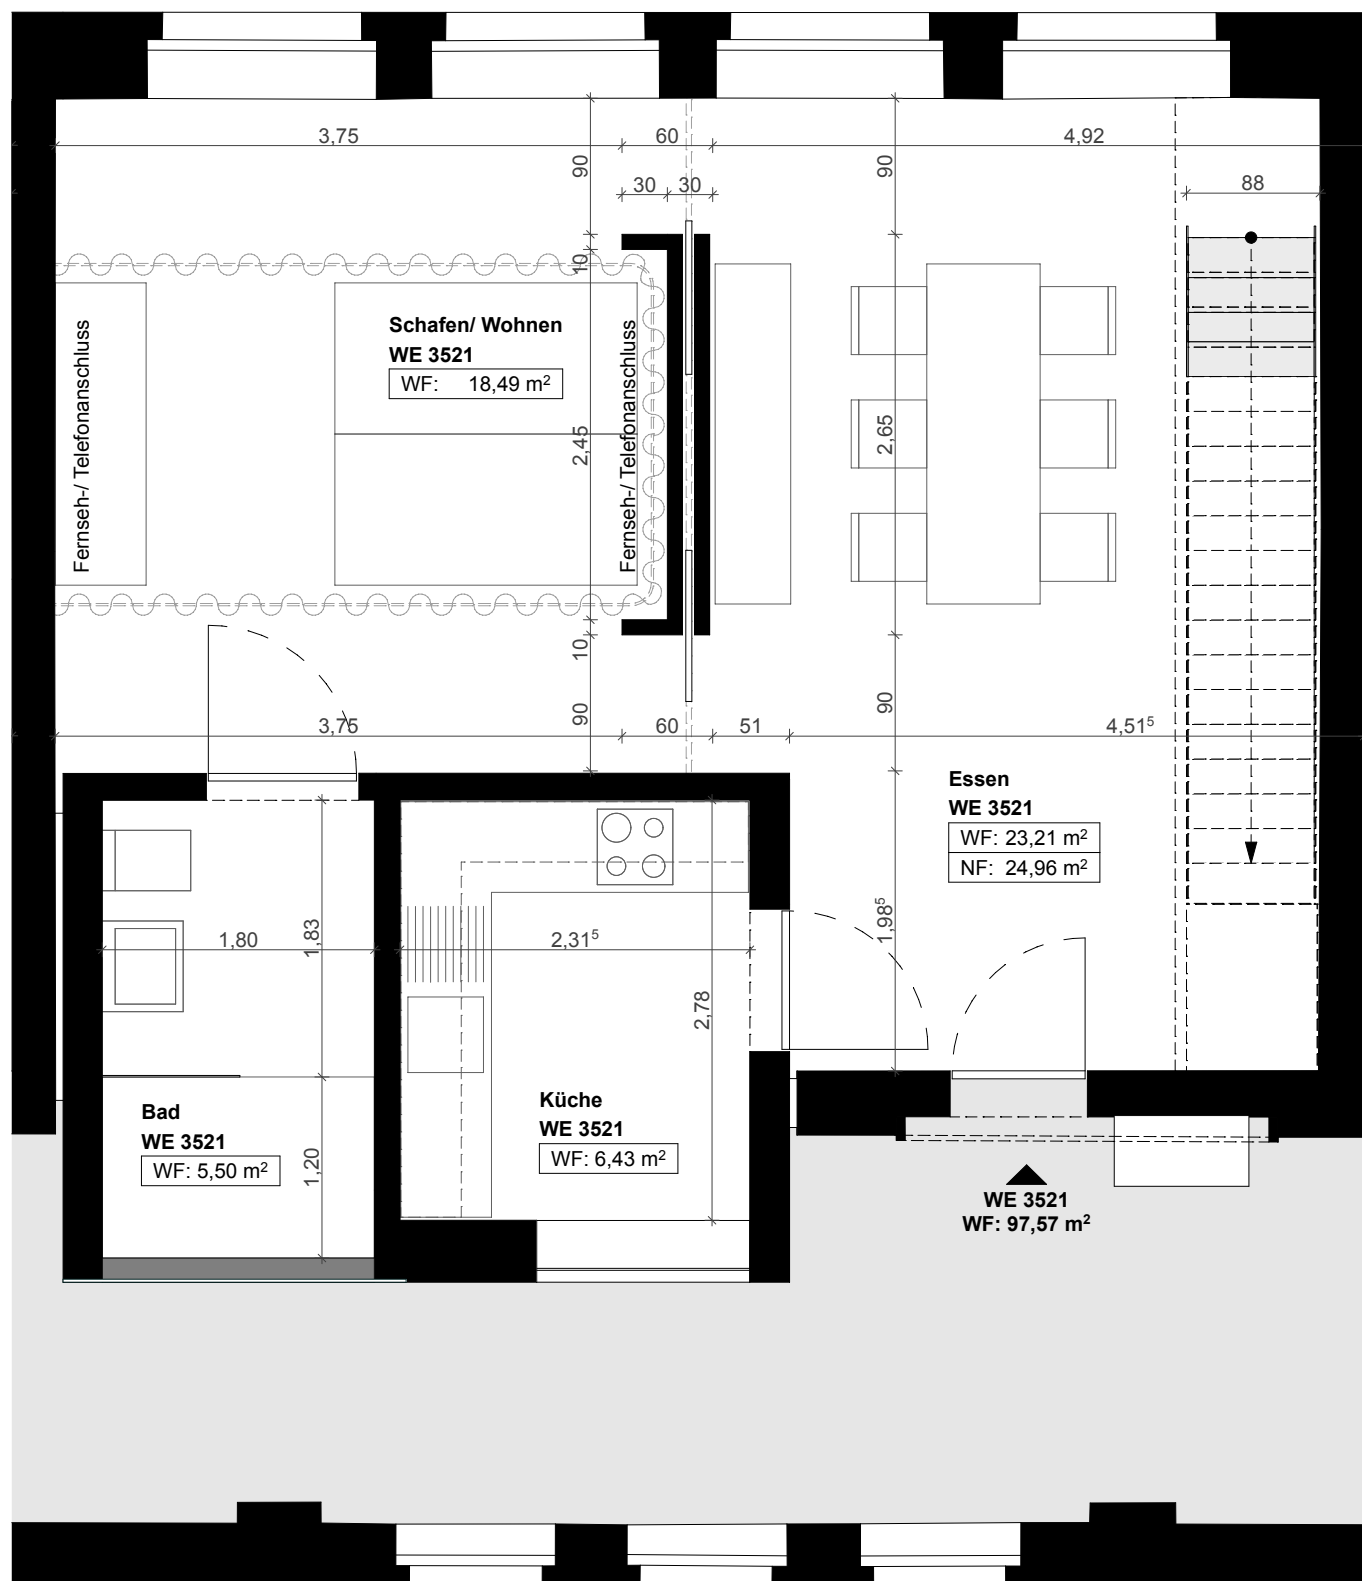 3,75
60
4,92
90
90
30
30
88
10
Schafen/ Wohnen
WE 3521
WF: 18,49 m²
Fernseh-/ Telefonanschluss
Fernseh-/ Telefonanschluss
2,45
2,65
10
90
90
3,75
60
51
4,51⁵
Essen
WE 3521
WF: 23,21 m²
NF: 24,96 m²
1,80
1,83
2,31⁵
1,98⁵
2,78
Bad
WE 3521
WF: 5,50 m²
1,20
Küche
WE 3521
WF: 6,43 m²
WE 3521
WF: 97,57 m²